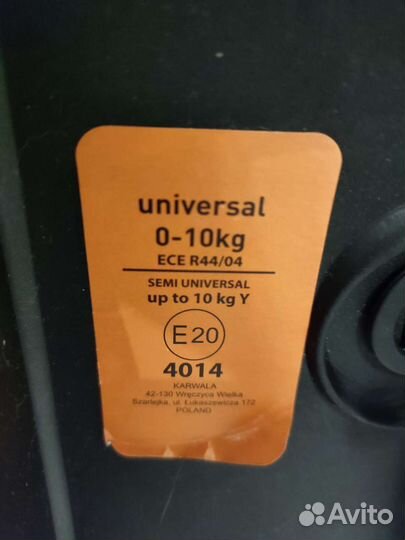 universal
0-10kg
ECE R44/04
SEMI UNIVERSAL
up to 10 kg Y
E20
4014
KARWALA
42-130 Wręczyca Wielka
Szarlejka, ul. Łukaszewicza 172
POLAND
Avito